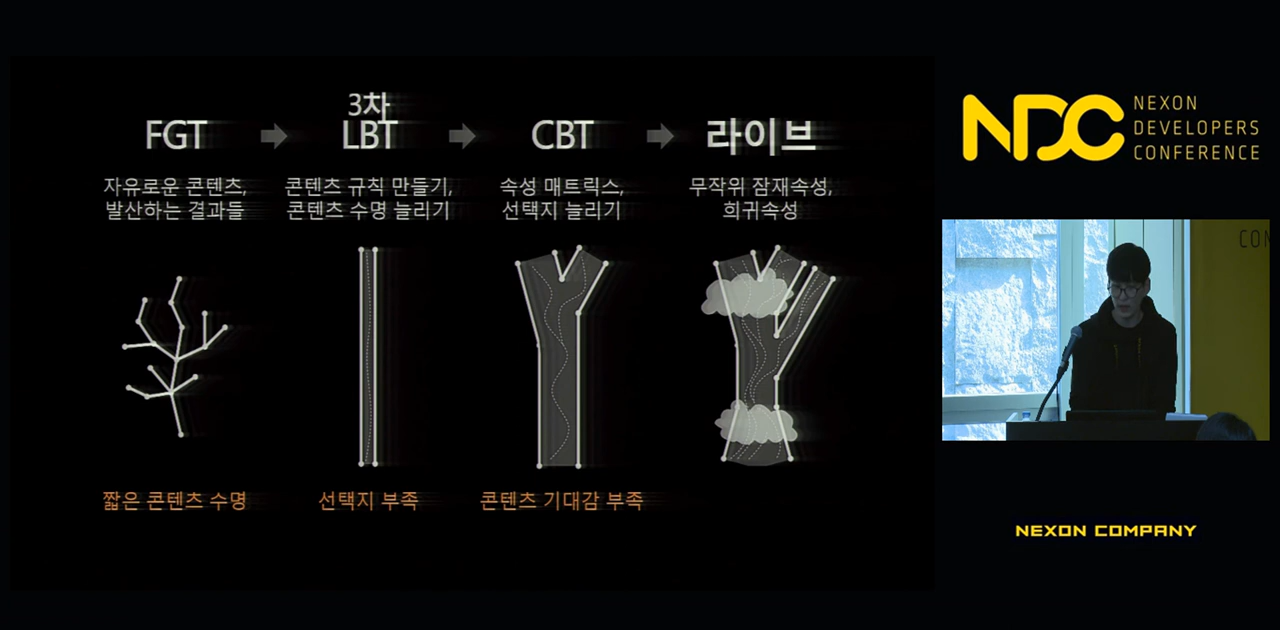 3차
FGT
LBT
CBT
라이브
자유로운 콘텐츠,
발산하는 결과들
콘텐츠 규칙 만들기,
콘텐츠 수명 늘리기
속성 매트릭스,
선택지 늘리기
무작위 잠재속성,
희귀속성
짧은 콘텐츠 수명
선택지 부족
콘텐츠 기대감 부족
NDC
NEXON
DEVELOPERS
CONFERENCE
NEXON COMPANY